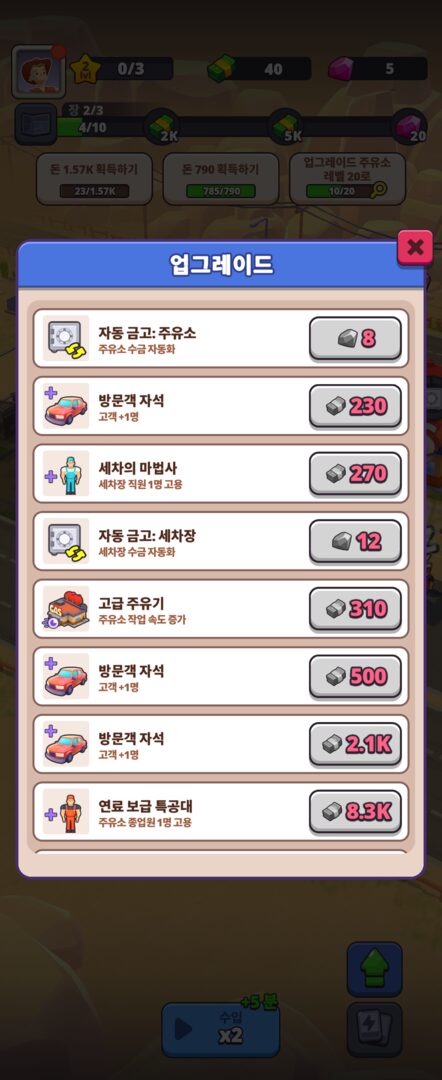 2
lvl
0/3
40
5
장 2/3
4/10
2K
5K
20
돈 1.57K 획득하기
23/1.57K
돈 790 획득하기
785/790
업그레이드 주유소
레벨 20로
10/20
업그레이드
자동 금고: 주유소
주유소 수금 자동화
8
방문객 자석
고객 +1명
230
세차의 마법사
세차장 직원 1명 고용
270
자동 금고: 세차장
세차장 수금 자동화
12
고급 주유기
주유소 작업 속도 증가
310
방문객 자석
고객 +1명
500
방문객 자석
고객 +1명
2.1K
연료 보급 특공대
주유소 종업원 1명 고용
8.3K
+5 분
수입
x2